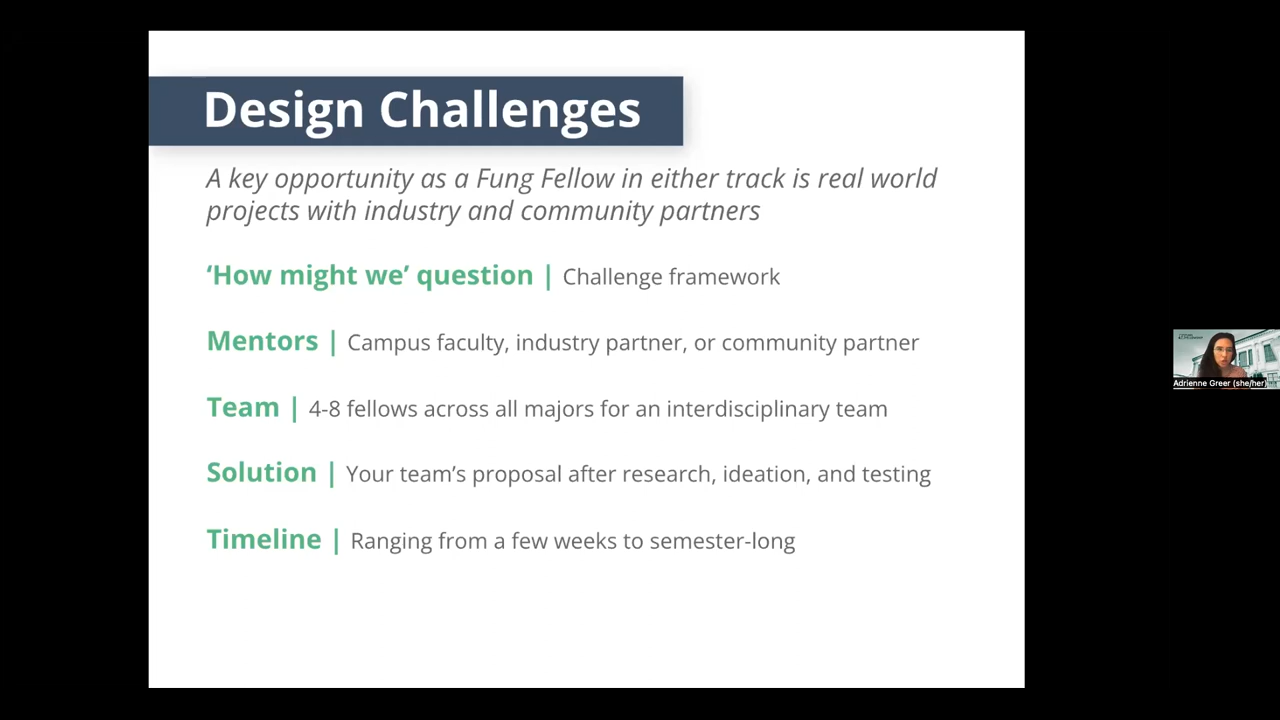 Design Challenges
A key opportunity as a Fung Fellow in either track is real world
projects with industry and community partners
‘How might we’ question | Challenge framework
Mentors | Campus faculty, industry partner, or community partner
Team | 4-8 fellows across all majors for an interdisciplinary team
Solution | Your team’s proposal after research, ideation, and testing
Timeline | Ranging from a few weeks to semester-long
Adrienne Greer (she/her)